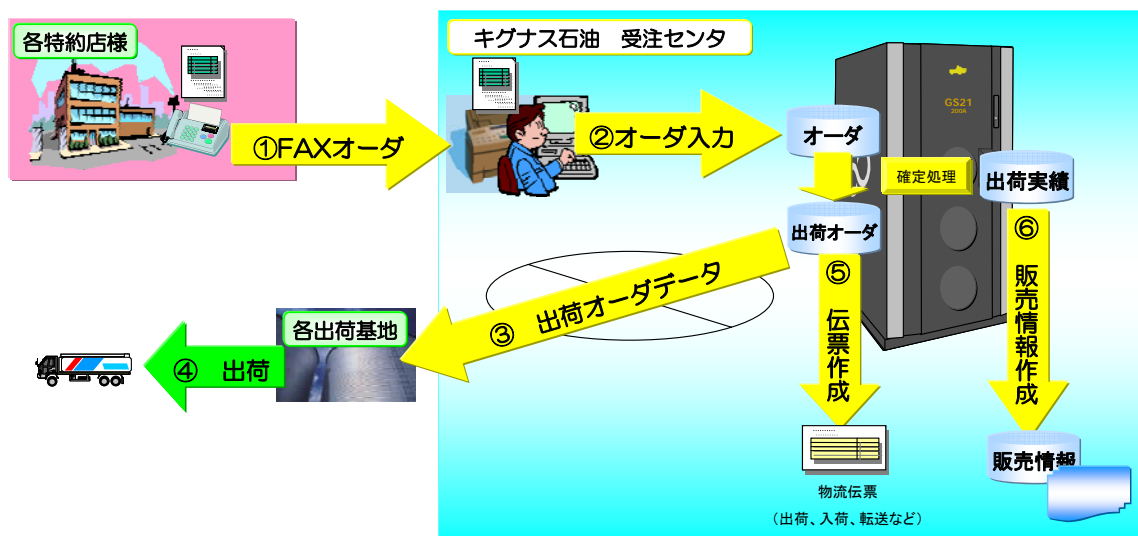 各特約店様
①FAXオーダ
キグナス石油　受注センタ
②オーダ入力
GS21
200A
オーダ
確定処理
出荷実績
出荷オーダ
③　出荷オーダデータ
各出荷基地
④　出荷
⑤　伝票作成
⑥　販売情報作成
物流伝票
（出荷、入荷、転送など）
販売情報